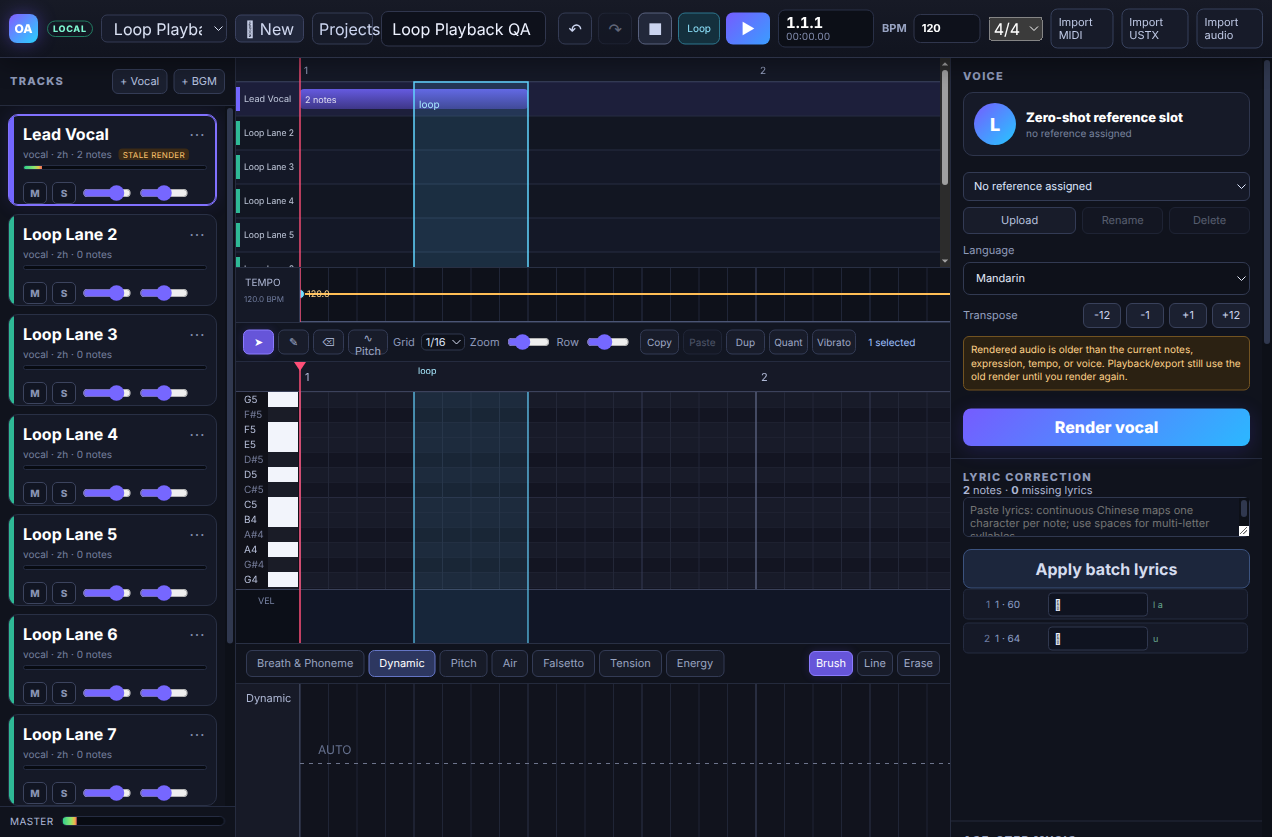 OA
LOCAL
Loop Playba
New
Projects
Loop Playback QA
↶
↷
Loop
1.1.1
00:00.00
BPM
120
4/4
Import MIDI
Import USTX
Import audio
TRACKS
+ Vocal
+ BGM
Lead Vocal
...
vocal · zh · 2 notes
STALE RENDER
M
S
Loop Lane 2
...
vocal · zh · 0 notes
M
S
Loop Lane 3
...
vocal · zh · 0 notes
M
S
Loop Lane 4
...
vocal · zh · 0 notes
M
S
Loop Lane 5
...
vocal · zh · 0 notes
M
S
Loop Lane 6
...
vocal · zh · 0 notes
M
S
Loop Lane 7
...
vocal · zh · 0 notes
M
S
MASTER
1
2
Lead Vocal
2 notes
loop
Loop Lane 2
Loop Lane 3
Loop Lane 4
Loop Lane 5
TEMPO
120.0 BPM
120.0
Pitch
Grid
1/16
Zoom
Row
Copy
Paste
Dup
Quant
Vibrato
1 selected
1
loop
2
G5
F#5
F5
E5
D#5
D5
C#5
C5
B4
A#4
A4
G#4
G4
VEL
Breath & Phoneme
Dynamic
Pitch
Air
Falsetto
Tension
Energy
Brush
Line
Erase
Dynamic
AUTO
VOICE
L
Zero-shot reference slot
no reference assigned
No reference assigned
Upload
Rename
Delete
Language
Mandarin
Transpose
-12
-1
+1
+12
Rendered audio is older than the current notes,
expression, tempo, or voice. Playback/export still use the
old render until you render again.
Render vocal
LYRIC CORRECTION
2 notes · 0 missing lyrics
Paste lyrics: continuous Chinese maps one
character per note; use spaces for multi-letter
syllables
Apply batch lyrics
1 1 · 60
l a
2 1 · 64
u